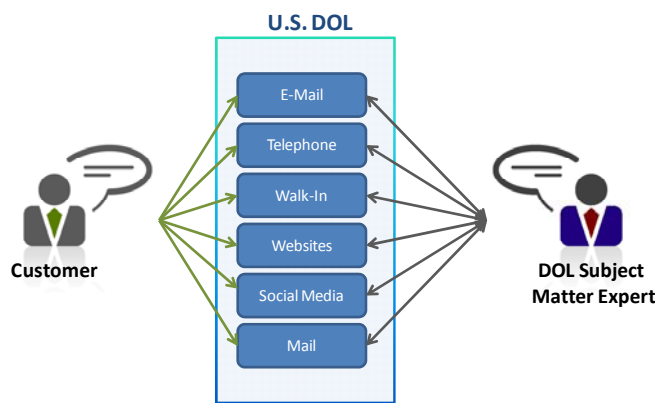 U.S. DOL
E-Mail
Telephone
Walk-In
Websites
Social Media
Mail
Customer
DOL Subject
Matter Expert